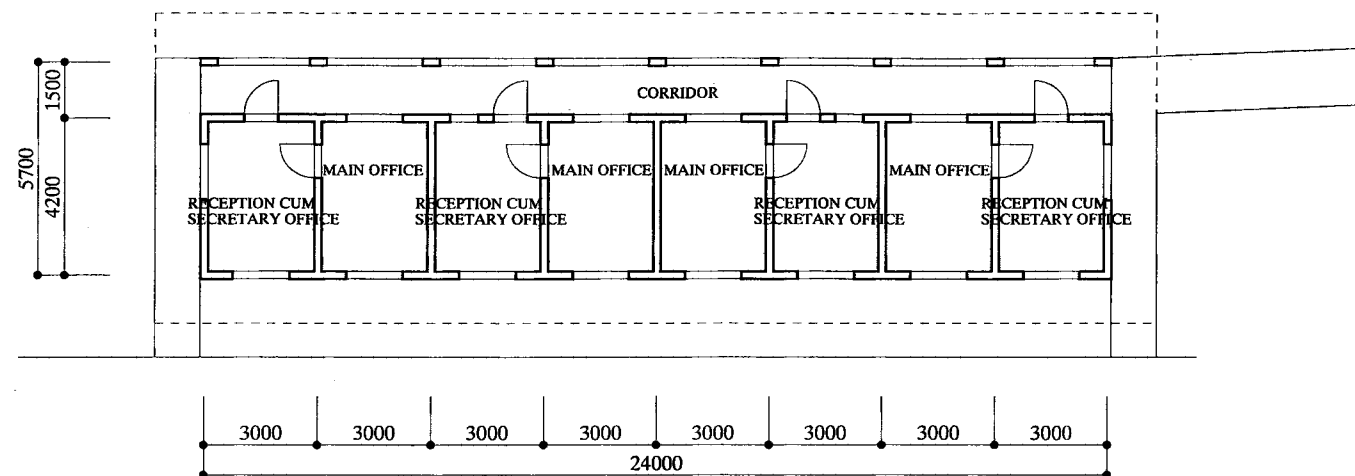 1500
5700
4200
CORRIDOR
MAIN OFFICE
MAIN OFFICE
MAIN OFFICE
MAIN OFFICE
RECEPTION CUM
SECRETARY OFFICE
RECEPTION CUM
SECRETARY OFFICE
RECEPTION CUM
SECRETARY OFFICE
RECEPTION CUM
SECRETARY OFFICE
3000
3000
3000
3000
3000
3000
3000
3000
24000